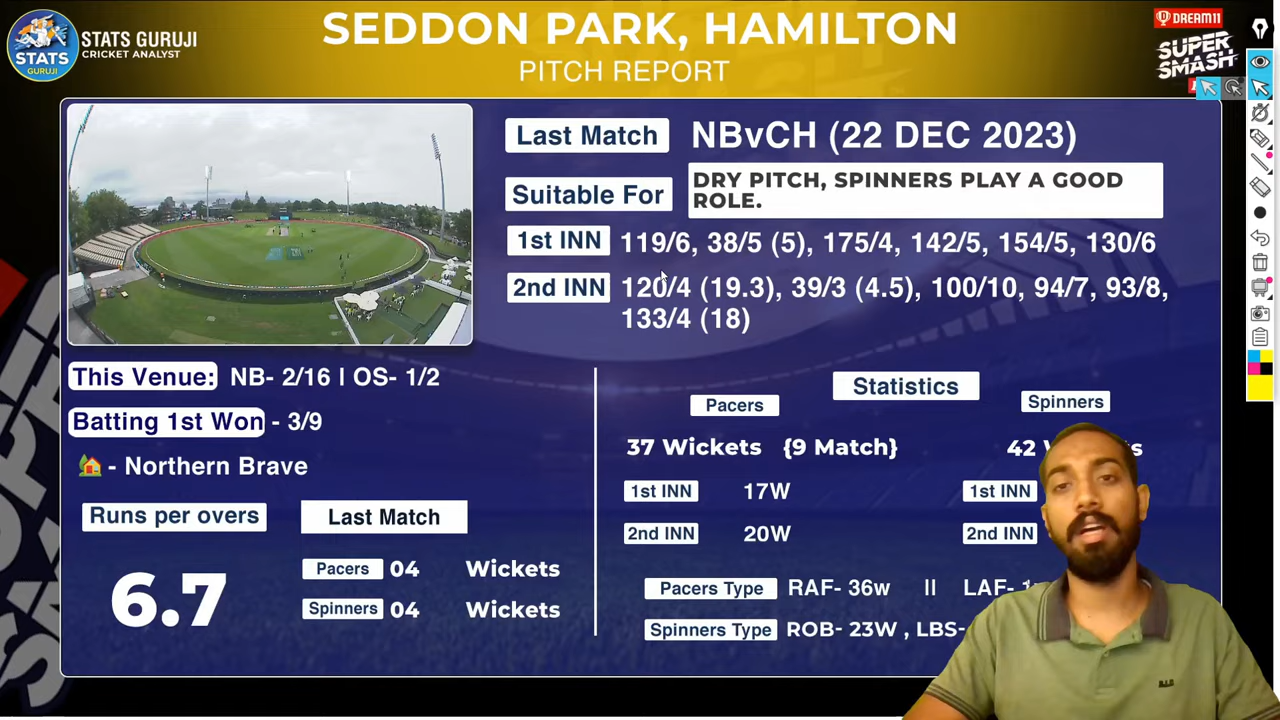 STATS GURUJI
CRICKET ANALYST
STATS
GURUJI
SEDDON PARK, HAMILTON
PITCH REPORT
DREAM11
SUPER
SMASH
Last Match NBvCH (22 DEC 2023)
Suitable For DRY PITCH, SPINNERS PLAY A GOOD
ROLE.
1st INN 119/6, 38/5 (5), 175/4, 142/5, 154/5, 130/6
2nd INN 120/4 (19.3), 39/3 (4.5), 100/10, 94/7, 93/8,
133/4 (18)
This Venue: NB- 2/16 I OS- 1/2
Batting 1st Won - 3/9
- Northern Brave
Runs per overs
6.7
Last Match
Pacers 04 Wickets
Spinners 04 Wickets
Statistics
Pacers
Spinners
37 Wickets {9 Match}
42
1st INN 17W
1st INN
2nd INN 20W
2nd INN
Pacers Type RAF- 36w II LAF-
Spinners Type ROB- 23W , LBS-